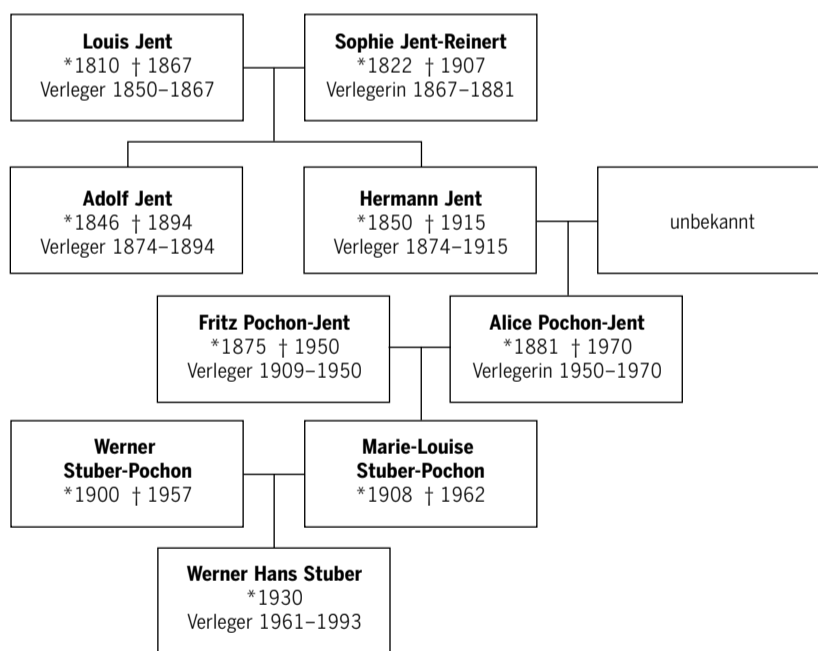 Louis Jent
*1810 † 1867
Verleger 1850–1867
Sophie Jent-Reinert
*1822 † 1907
Verlegerin 1867–1881
Adolf Jent
*1846 † 1894
Verleger 1874–1894
Hermann Jent
*1850 † 1915
Verleger 1874–1915
unbekannt
Fritz Pochon-Jent
*1875 † 1950
Verleger 1909–1950
Alice Pochon-Jent
*1881 † 1970
Verlegerin 1950–1970
Werner
Stuber-Pochon
*1900 † 1957
Marie-Louise
Stuber-Pochon
*1908 † 1962
Werner Hans Stuber
*1930
Verleger 1961–1993